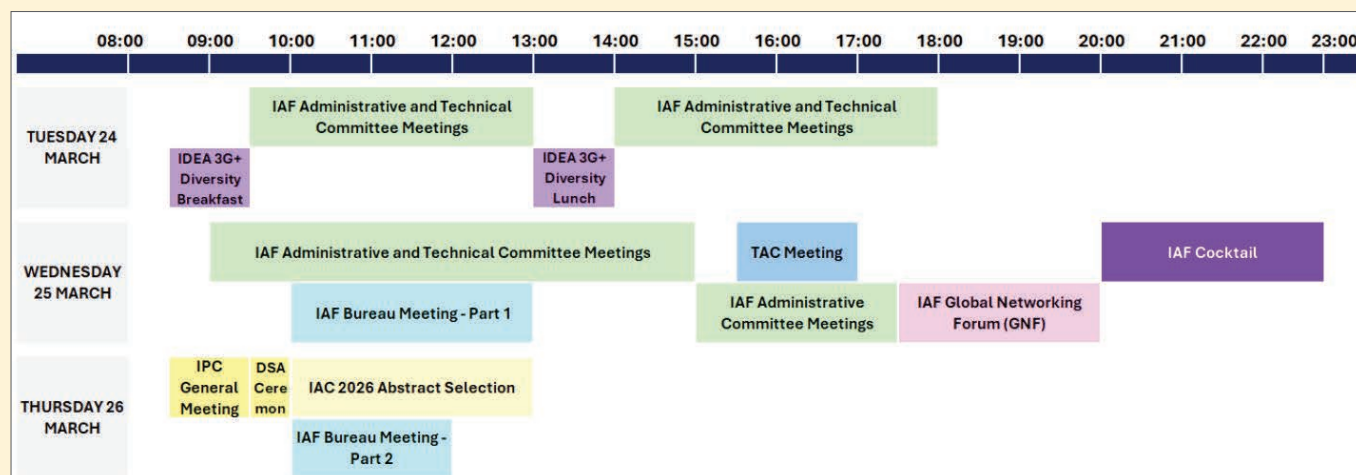 08:00 09:00 10:00 11:00 12:00 13:00 14:00 15:00 16:00 17:00 18:00 19:00 20:00 21:00 22:00 23:00
TUESDAY 24
MARCH
IAF Administrative and Technical
Committee Meetings
IAF Administrative and Technical
Committee Meetings
IDEA 3G+
Diversity
Breakfast
IDEA 3G+
Diversity
Lunch
WEDNESDAY
25 MARCH
IAF Administrative and Technical Committee Meetings
TAC Meeting
IAF Cocktail
IAF Bureau Meeting - Part 1
IAF Administrative
Committee Meetings
IAF Global Networking
Forum (GNF)
THURSDAY 26
MARCH
IPC
General
Meeting
DSA
Cere
mon
IAC 2026 Abstract Selection
IAF Bureau Meeting -
Part 2